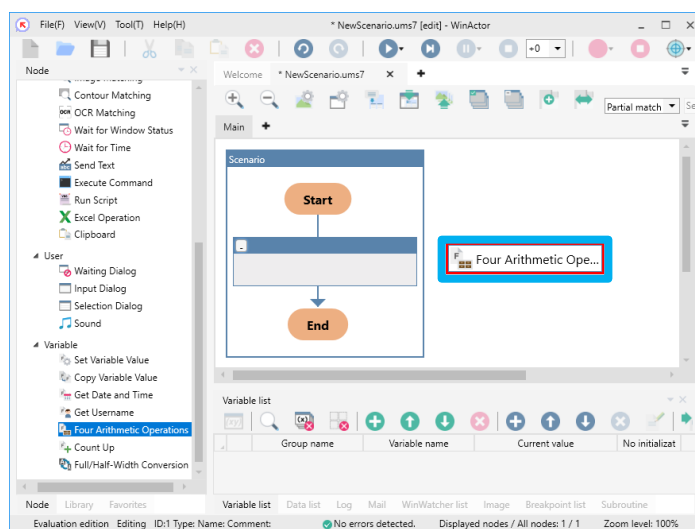 File(F) View(V) Tool(T) Help(H) * NewScenario.ums7 [edit] - WinActor
+0
Node
Welcome * NewScenario.ums7
Contour Matching
OCR Matching
Wait for Window Status
Wait for Time
Send Text
Execute Command
Run Script
Excel Operation
Clipboard
User
Waiting Dialog
Input Dialog
Selection Dialog
Sound
Variable
Set Variable Value
Copy Variable Value
Get Date and Time
Get Username
Four Arithmetic Operations
Count Up
Full/Half-Width Conversion
Node Library Favorites
Partial match Se
Main
Scenario
Start
End
Four Arithmetic Ope...
Variable list
Group name Variable name Current value No initializat
Variable list Data list Log Mail WinWatcher list Image Breakpoint list Subroutine
Evaluation edition Editing ID:1 Type: Name: Comment: No errors detected. Displayed nodes / All nodes: 1 / 1 Zoom level: 100%